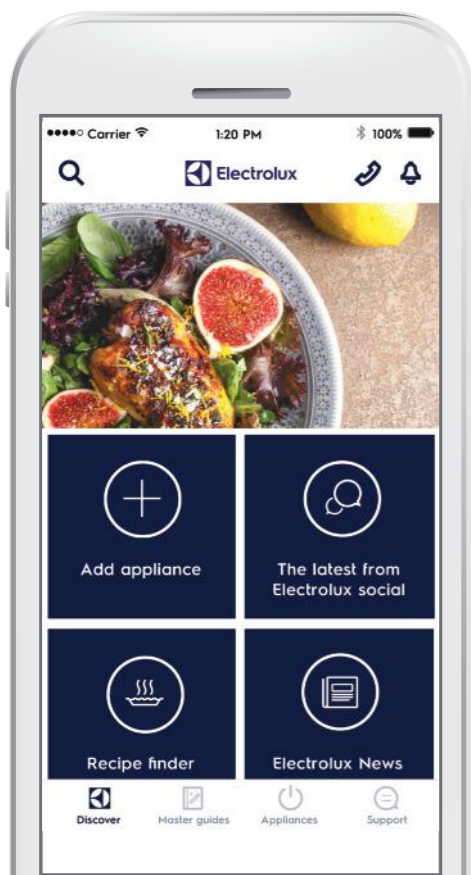 Carrier 1:20 PM 100%
Electrolux
Add appliance
The latest from
Electrolux social
Recipe finder
Electrolux News
Discover Master guides Appliances Support